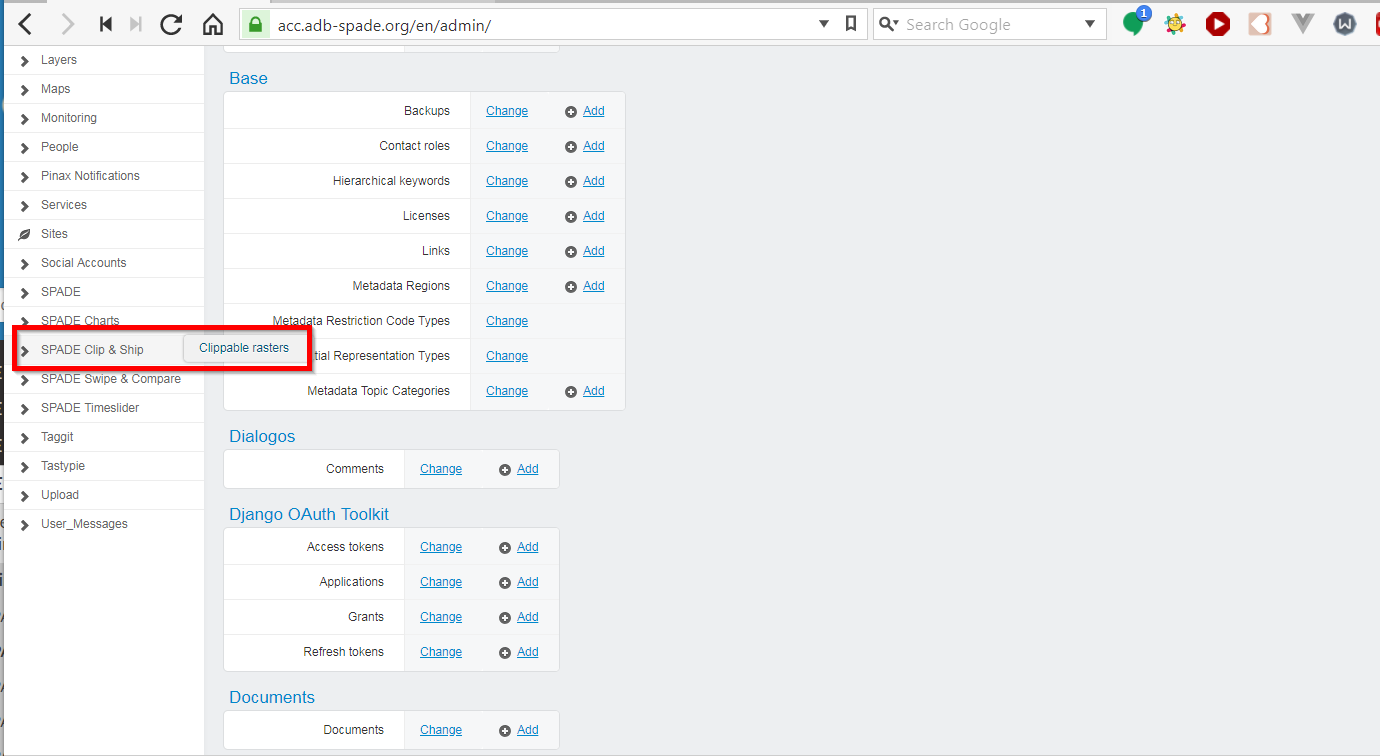 acc.adb-spade.org/en/admin/ Search Google 1
Layers
Maps
Monitoring
People
Pinax Notifications
Services
Sites
Social Accounts
SPADE
SPADE Charts
SPADE Clip & Ship Clippable rasters
SPADE Swipe & Compare
SPADE Timeslider
Taggit
Tastypie
Upload
User_Messages
Base
Backups Change Add
Contact roles Change Add
Hierarchical keywords Change Add
Licenses Change Add
Links Change Add
Metadata Regions Change Add
Metadata Restriction Code Types Change
Representation Types Change
Metadata Topic Categories Change Add
Dialogos
Comments Change Add
Django OAuth Toolkit
Access tokens Change Add
Applications Change Add
Grants Change Add
Refresh tokens Change Add
Documents
Documents Change Add